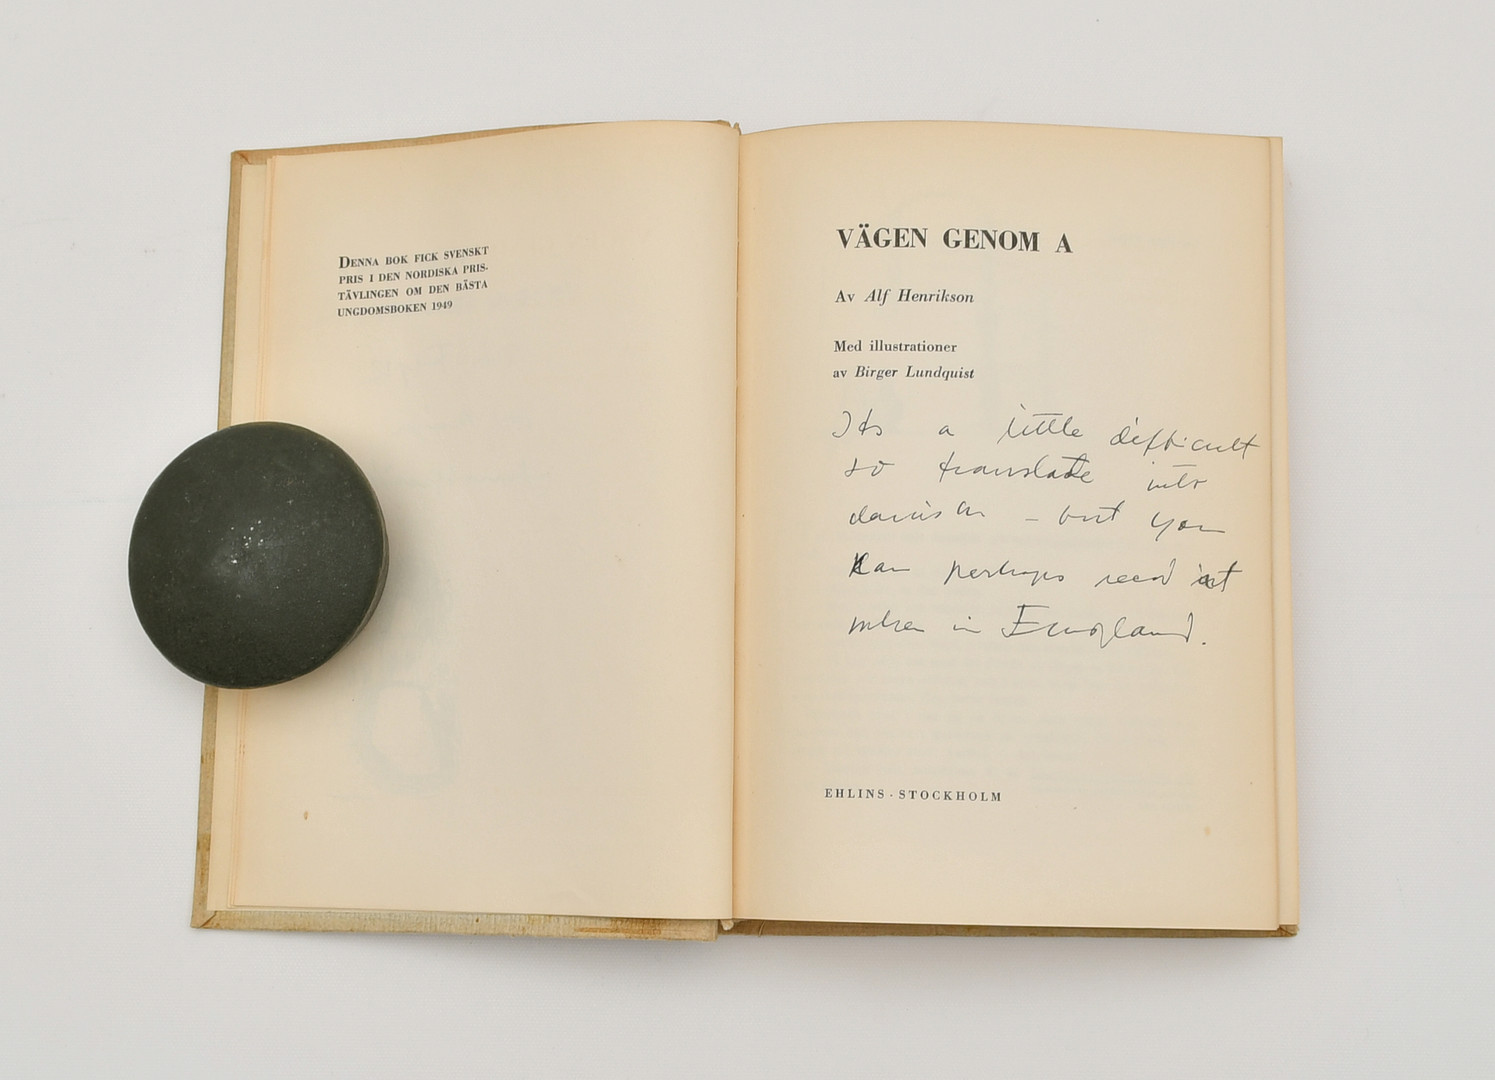 DENNA BOK FICK SVENSKT
PRIS I DEN NORDISKA PRIS-
TÄVLINGEN OM DEN BÄSTA
UNGDOMSBOKEN 1949
VÄGEN GENOM A
Av Alf Henrikson
Med illustrationer
av Birger Lundquist
Its a little difficult
to translate into
danish - but you
kan perhaps read it
when in England.
EHLINS · STOCKHOLM